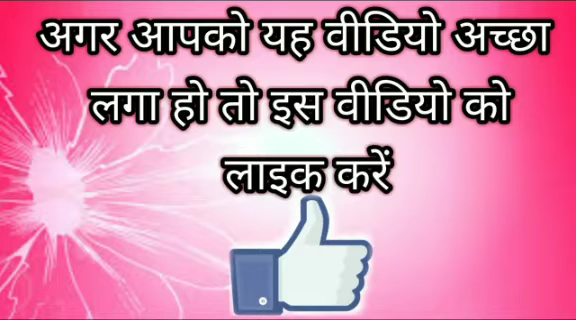 अगर आपको यह वीडियो अच्छा
लगा हो तो इस वीडियो को
लाइक करें